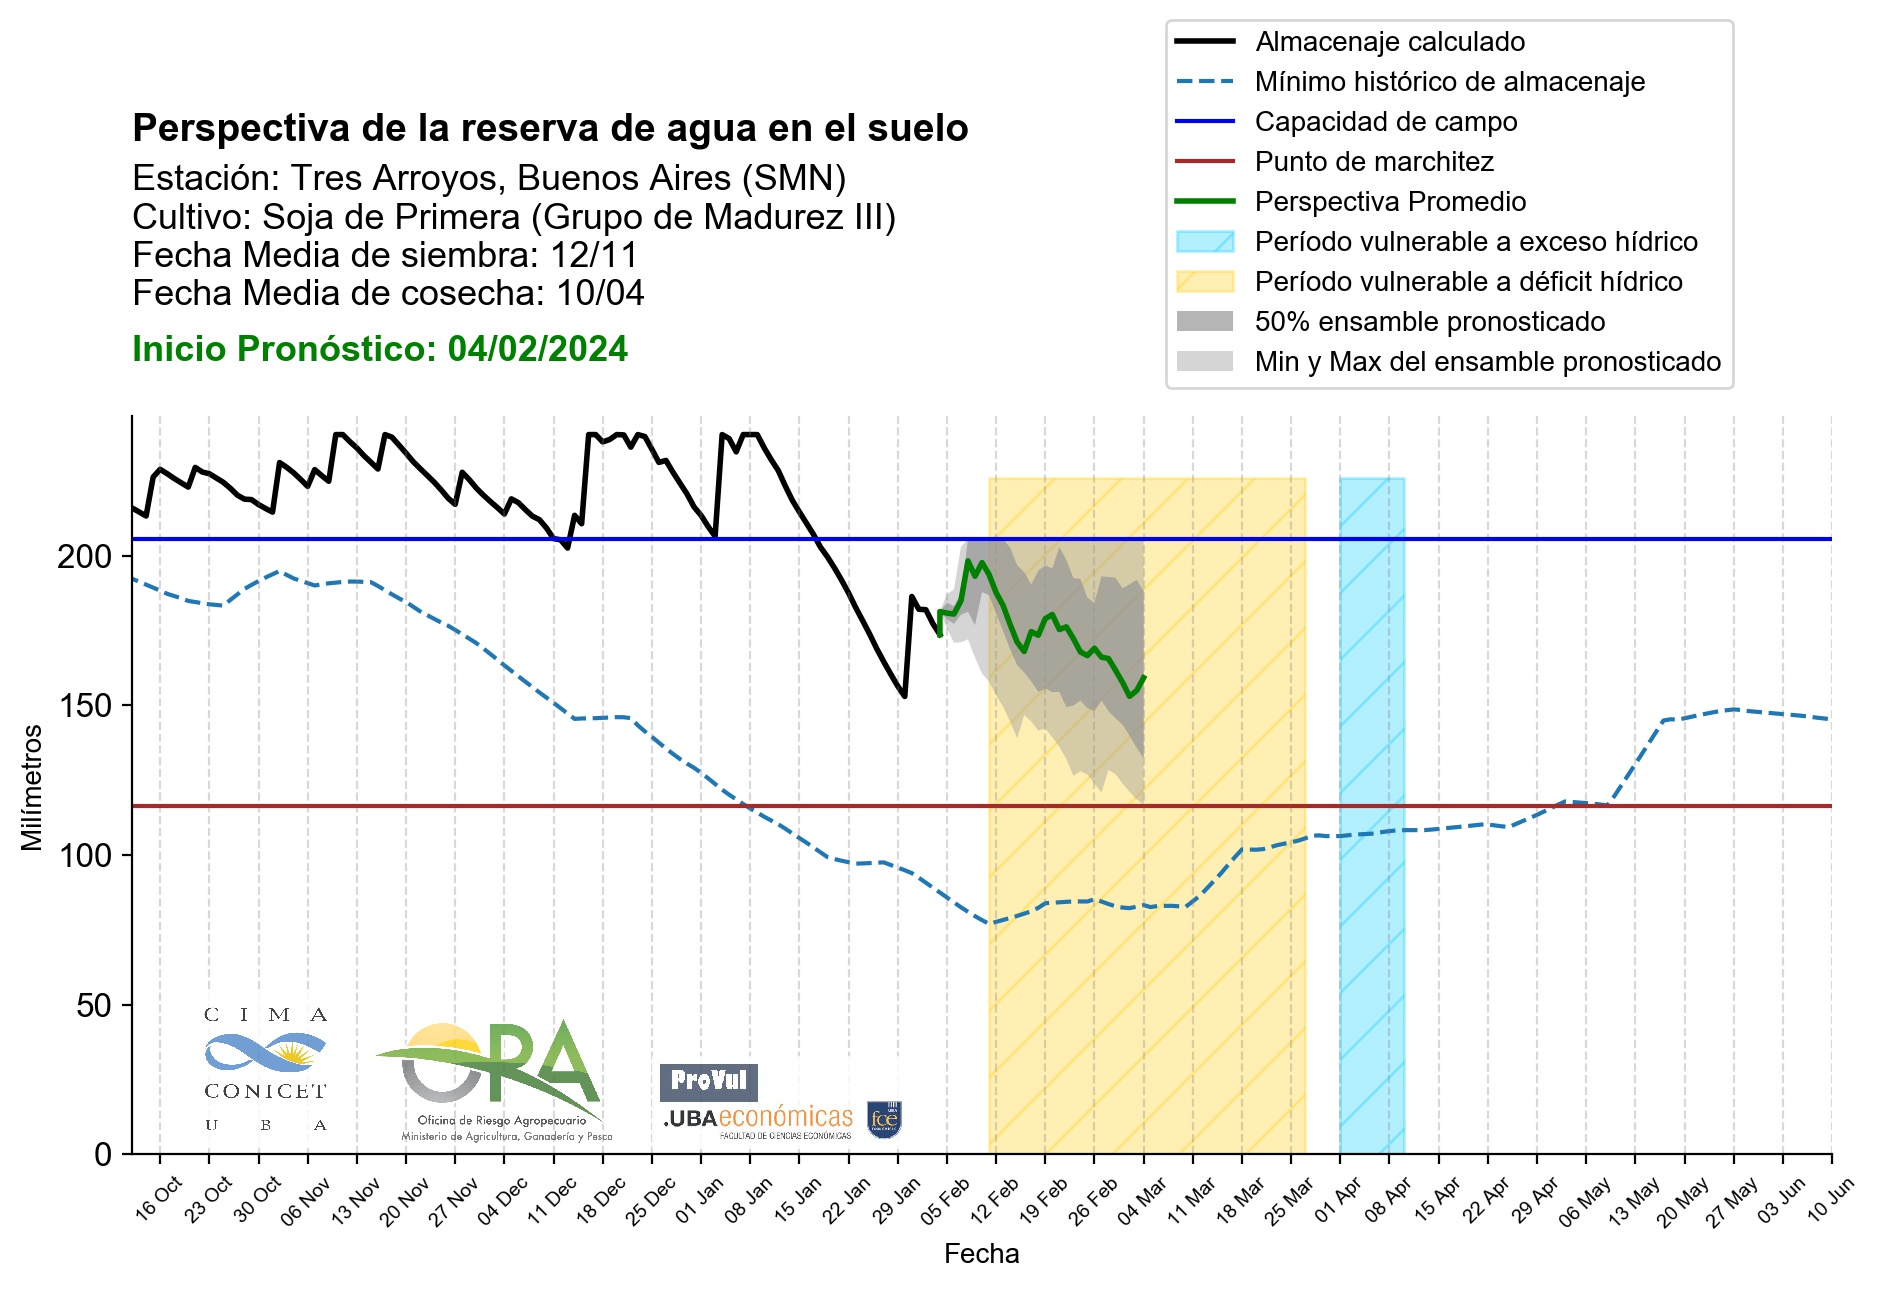 Almacenaje calculado
Mínimo histórico de almacenaje
Capacidad de campo
Punto de marchitez
Perspectiva Promedio
Período vulnerable a exceso hídrico
Período vulnerable a déficit hídrico
50% ensamble pronosticado
Min y Max del ensamble pronosticado
Perspectiva de la reserva de agua en el suelo
Estación: Tres Arroyos, Buenos Aires (SMN)
Cultivo: Soja de Primera (Grupo de Madurez III)
Fecha Media de siembra: 12/11
Fecha Media de cosecha: 10/04
Inicio Pronóstico: 04/02/2024
Milímetros
200
150
100
50
0
CIMA
CONICET
UBA
OPA
Oficina de Riesgo Agropecuario
Ministerio de Agricultura, Ganadería y Pesca
ProVul
.UBAeconómicas
FACULTAD DE CIENCIAS ECONÓMICAS
fce
16 Oct
23 Oct
30 Oct
06 Nov
13 Nov
20 Nov
27 Nov
04 Dec
11 Dec
18 Dec
25 Dec
01 Jan
08 Jan
15 Jan
22 Jan
29 Jan
05 Feb
12 Feb
19 Feb
26 Feb
04 Mar
11 Mar
18 Mar
25 Mar
01 Apr
08 Apr
15 Apr
22 Apr
29 Apr
06 May
13 May
20 May
27 May
03 Jun
10 Jun
Fecha